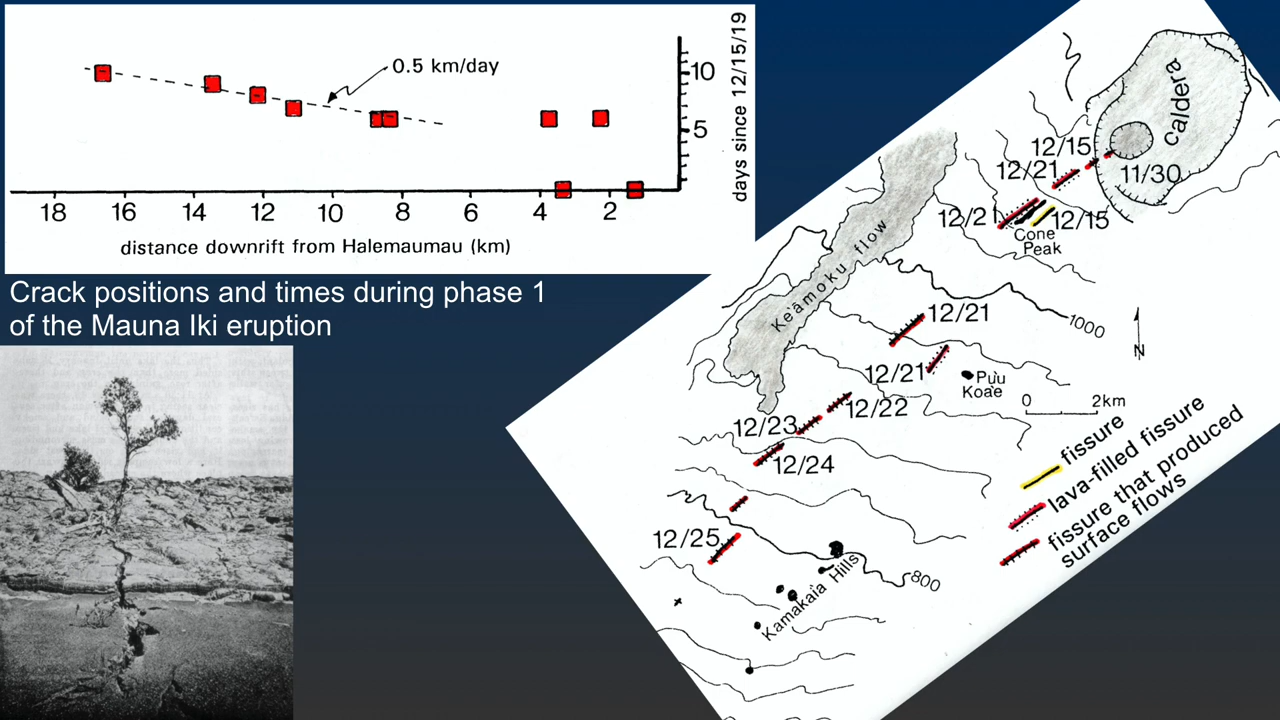 10
5
days since 12/15/19
0.5 km/day
18 16 14 12 10 8 6 4 2
distance downrift from Halemaumau (km)
Crack positions and times during phase 1
of the Mauna Iki eruption
caldera
12/15
12/21
11/30
12/21
12/15
Cone
Peak
Keāmoku flow
1000
12/21
N
12/21
Puu
Koae
0 2km
12/22
12/23
12/24
12/25
800
Kamakaia Hills
fissure
lava-filled fissure
fissure that produced
surface flows